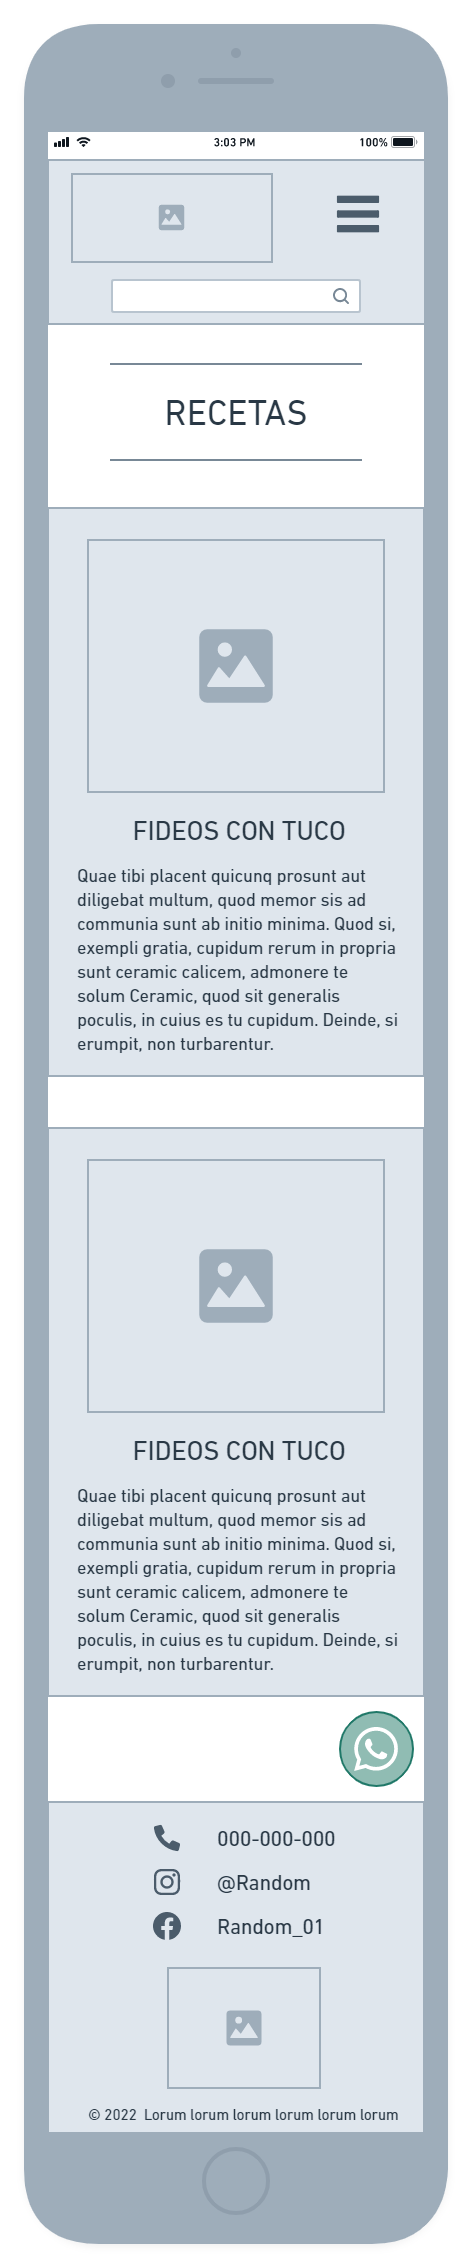 3:03 PM
100%
RECETAS
FIDEOS CON TUCO
Quae tibi placent quicunq prosunt aut
diligebat multum, quod memor sis ad
communia sunt ab initio minima. Quod si,
exempli gratia, cupidum rerum in propria
sunt ceramic calicem, admonere te
solum Ceramic, quod sit generalis
poculis, in cuius es tu cupidum. Deinde, si
erumpit, non turbarentur.
FIDEOS CON TUCO
Quae tibi placent quicunq prosunt aut
diligebat multum, quod memor sis ad
communia sunt ab initio minima. Quod si,
exempli gratia, cupidum rerum in propria
sunt ceramic calicem, admonere te
solum Ceramic, quod sit generalis
poculis, in cuius es tu cupidum. Deinde, si
erumpit, non turbarentur.
000-000-000
@Random
Random_01
© 2022 Lorum lorum lorum lorum lorum lorum